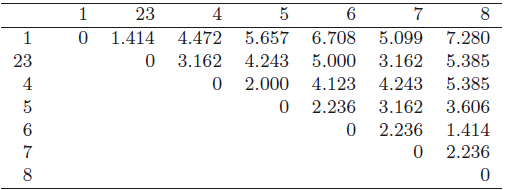 1 23 4 5 6 7 8
1 0 1.414 4.472 5.657 6.708 5.099 7.280
23 0 3.162 4.243 5.000 3.162 5.385
4 0 2.000 4.123 4.243 5.385
5 0 2.236 3.162 3.606
6 0 2.236 1.414
7 0 2.236
8 0